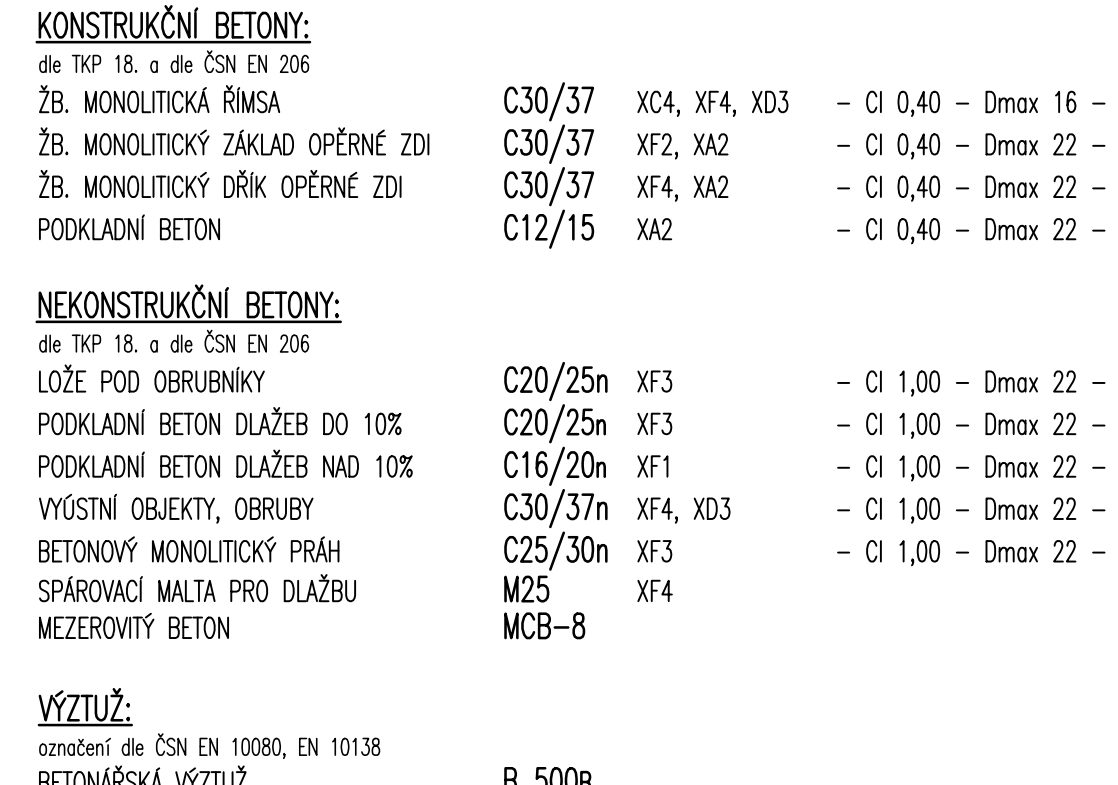 KONSTRUKČNÍ BETONY:
dle TKP 18. a dle ČSN EN 206
ŽB. MONOLITICKÁ ŘÍMSA C30/37 XC4, XF4, XD3 – Cl 0,40 – Dmax 16 –
ŽB. MONOLITICKÝ ZÁKLAD OPĚRNÉ ZDI C30/37 XF2, XA2 – Cl 0,40 – Dmax 22 –
ŽB. MONOLITICKÝ DŘÍK OPĚRNÉ ZDI C30/37 XF4, XA2 – Cl 0,40 – Dmax 22 –
PODKLADNÍ BETON C12/15 XA2 – Cl 0,40 – Dmax 22 –
NEKONSTRUKČNÍ BETONY:
dle TKP 18. a dle ČSN EN 206
LOŽE POD OBRUBNÍKY C20/25n XF3 – Cl 1,00 – Dmax 22 –
PODKLADNÍ BETON DLAŽEB DO 10% C20/25n XF3 – Cl 1,00 – Dmax 22 –
PODKLADNÍ BETON DLAŽEB NAD 10% C16/20n XF1 – Cl 1,00 – Dmax 22 –
VYÚSTNÍ OBJEKTY, OBRUBY C30/37n XF4, XD3 – Cl 1,00 – Dmax 22 –
BETONOVÝ MONOLITICKÝ PRÁH C25/30n XF3 – Cl 1,00 – Dmax 22 –
SPÁROVACÍ MALTA PRO DLAŽBU M25 XF4
MEZEROVITÝ BETON MCB–8
VÝZTUŽ:
označení dle ČSN EN 10080, EN 10138
BETONÁŘSKÁ VÝZTUŽ B 500B